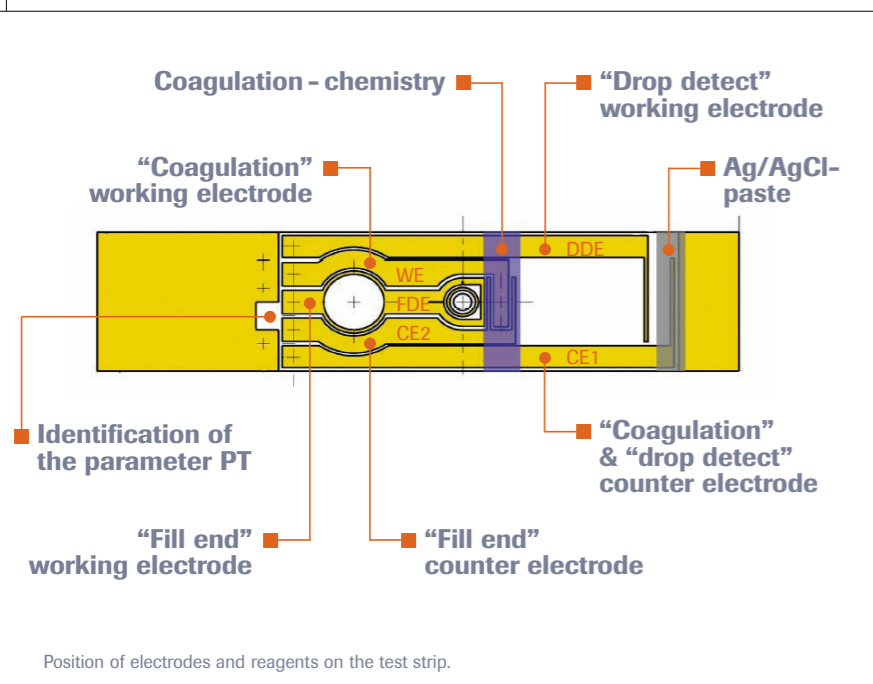 Coagulation – chemistry
“Drop detect”
working electrode
“Coagulation”
working electrode
Ag/AgCl-
paste
DDE
WE
FDE
CE2
CE1
Identification of
the parameter PT
“Coagulation”
& “drop detect”
counter electrode
“Fill end”
working electrode
“Fill end”
counter electrode
Position of electrodes and reagents on the test strip.